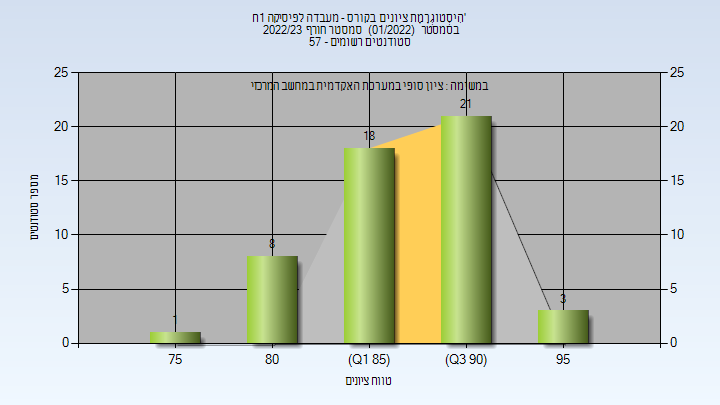 'היסטוגרמת ציונים בקורס - מעבדה לפיסיקה 1ח
בסמסטר (01/2022) סמסטר חורף 2022/23
סטודנטים רשומים - 57
במשימה : ציון סופי במערכת האקדמית במחשב המרכזי
25 25
20 20
15 15
10 10
5 5
0 0
1 8 18 21 3
75 80 (Q1 85) (Q3 90) 95
מספר סטודנטים
טווח ציונים